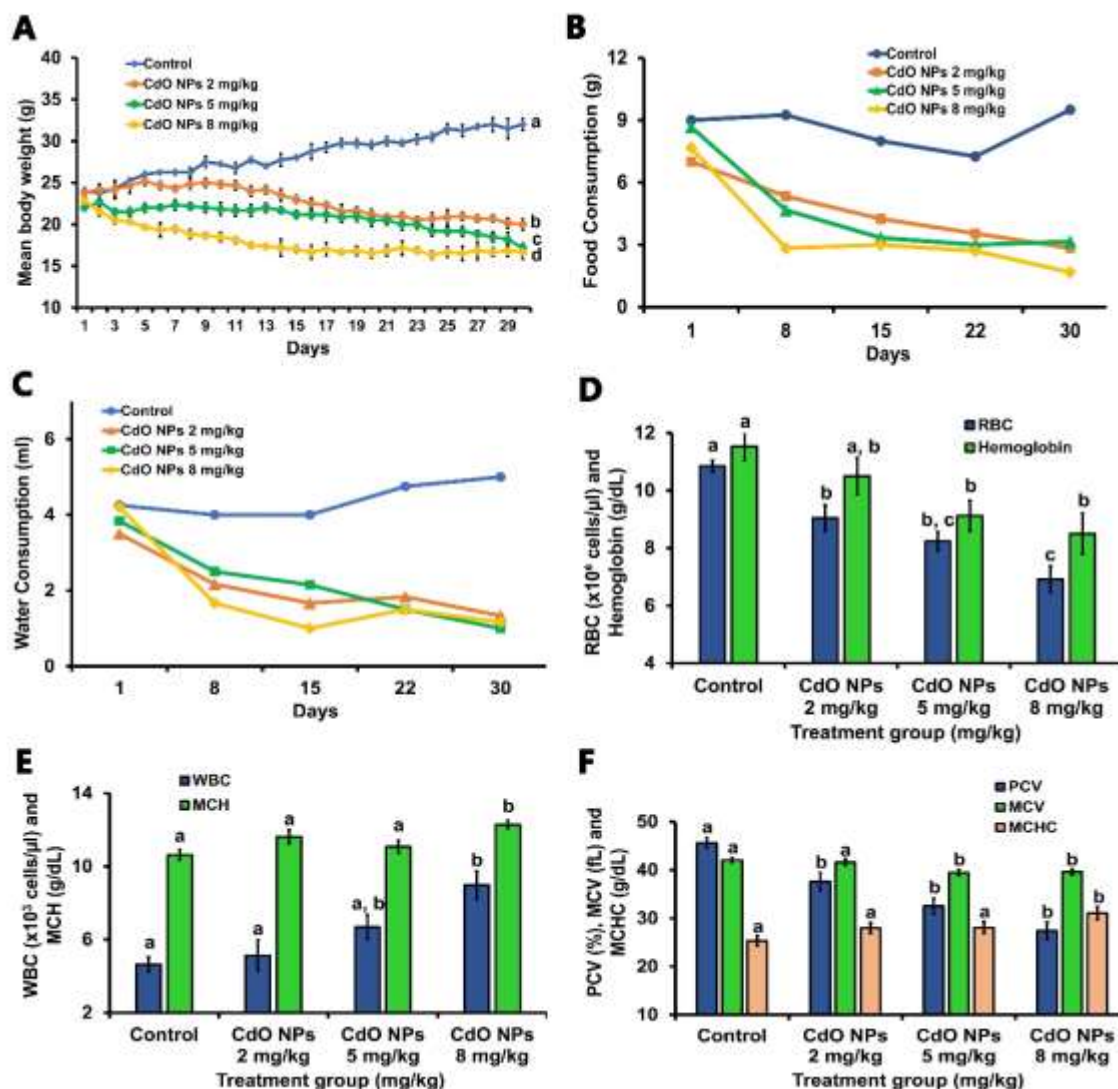 A
Mean body weight (g)
40
35
30
25
20
15
10
Control
CdO NPs 2 mg/kg
CdO NPs 5 mg/kg
CdO NPs 8 mg/kg
a
b
c
d
1 3 5 7 9 11 13 15 17 19 21 23 25 27 29
Days
B
Food Consumption (g)
12
9
6
3
0
Control
CdO NPs 2 mg/kg
CdO NPs 5 mg/kg
CdO NPs 8 mg/kg
1 8 15 22 30
Days
C
Water Consumption (ml)
6
4
2
0
Control
CdO NPs 2 mg/kg
CdO NPs 5 mg/kg
CdO NPs 8 mg/kg
1 8 15 22 30
Days
D
RBC (x10⁶ cells/µl) and
Hemoglobin (g/dL)
12
10
8
6
4
RBC
Hemoglobin
a a b a, b b, c b c b
Control CdO NPs CdO NPs CdO NPs
2 mg/kg 5 mg/kg 8 mg/kg
Treatment group (mg/kg)
E
WBC (x10³ cells/µl) and
MCH (g/dL)
14
10
6
2
WBC
MCH
a a a a a, b a b b
Control CdO NPs CdO NPs CdO NPs
2 mg/kg 5 mg/kg 8 mg/kg
Treatment group (mg/kg)
F
PCV (%), MCV (fL) and
MCHC (g/dL)
50
40
30
20
10
PCV
MCV
MCHC
a a a b a a b b a b b b
Control CdO NPs CdO NPs CdO NPs
2 mg/kg 5 mg/kg 8 mg/kg
Treatment group (mg/kg)